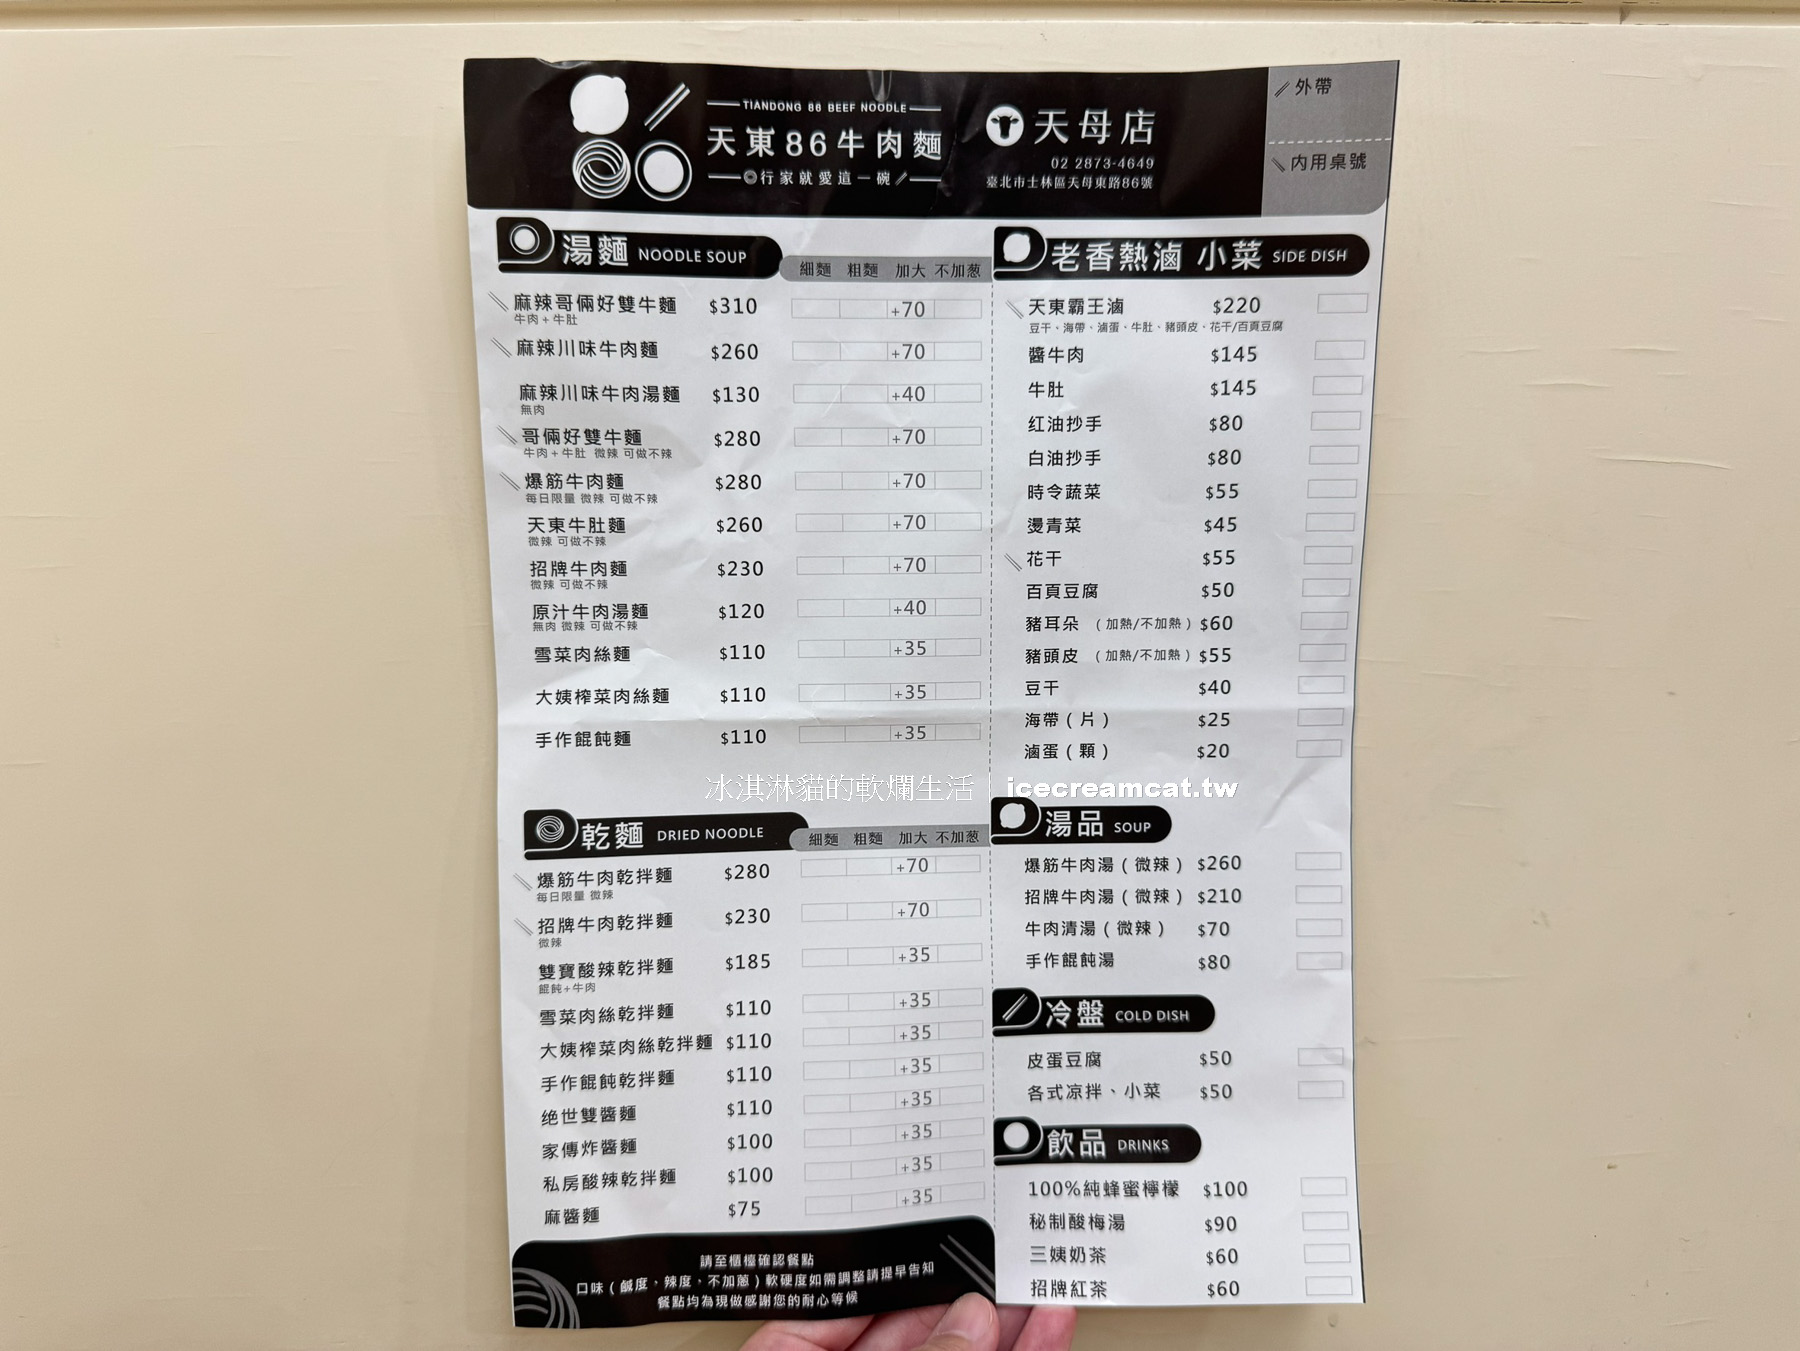 TIANDONG 86 BEEF NOODLE
天東86牛肉麵
行家就愛這一碗
天母店
02 2873-4649
臺北市士林區天母東路86號
外帶
內用桌號
湯麵 NOODLE SOUP
細麵 粗麵 加大 不加蔥
麻辣哥倆好雙牛麵 $310 +70
牛肉+牛肚
麻辣川味牛肉麵 $260 +70
麻辣川味牛肉湯麵 $130 +40
無肉
哥倆好雙牛麵 $280 +70
牛肉+牛肚 微辣 可做不辣
爆筋牛肉麵 $280 +70
每日限量 微辣 可做不辣
天東牛肚麵 $260 +70
微辣 可做不辣
招牌牛肉麵 $230 +70
微辣 可做不辣
原汁牛肉湯麵 $120 +40
無肉 微辣 可做不辣
雪菜肉絲麵 $110 +35
大姨榨菜肉絲麵 $110 +35
手作餛飩麵 $110 +35
乾麵 DRIED NOODLE
細麵 粗麵 加大 不加蔥
爆筋牛肉乾拌麵 $280 +70
每日限量 微辣
招牌牛肉乾拌麵 $230 +70
微辣
雙寶酸辣乾拌麵 $185 +35
餛飩+牛肉
雪菜肉絲乾拌麵 $110 +35
大姨榨菜肉絲乾拌麵 $110 +35
手作餛飩乾拌麵 $110 +35
绝世雙醬麵 $110 +35
家傳炸醬麵 $100 +35
私房酸辣乾拌麵 $100 +35
麻醬麵 $75 +35
請至櫃檯確認餐點
口味(鹹度,辣度,不加蔥)軟硬度如需調整請提早告知
餐點均為現做感謝您的耐心等候
老香熱滷 小菜 SIDE DISH
天東霸王滷 $220
豆干、海帶、滷蛋、牛肚、豬頭皮、花干/百頁豆腐
醬牛肉 $145
牛肚 $145
红油抄手 $80
白油抄手 $80
時令蔬菜 $55
燙青菜 $45
花干 $55
百頁豆腐 $50
豬耳朵 (加熱/不加熱) $60
豬頭皮 (加熱/不加熱) $55
豆干 $40
海帶(片) $25
滷蛋(顆) $20
冰淇淋貓的軟爛生活|icecreamcat.tw
湯品 SOUP
爆筋牛肉湯(微辣) $260
招牌牛肉湯(微辣) $210
牛肉清湯(微辣) $70
手作餛飩湯 $80
冷盤 COLD DISH
皮蛋豆腐 $50
各式凉拌、小菜 $50
飲品 DRINKS
100%純蜂蜜檸檬 $100
秘制酸梅湯 $90
三姨奶茶 $60
招牌紅茶 $60